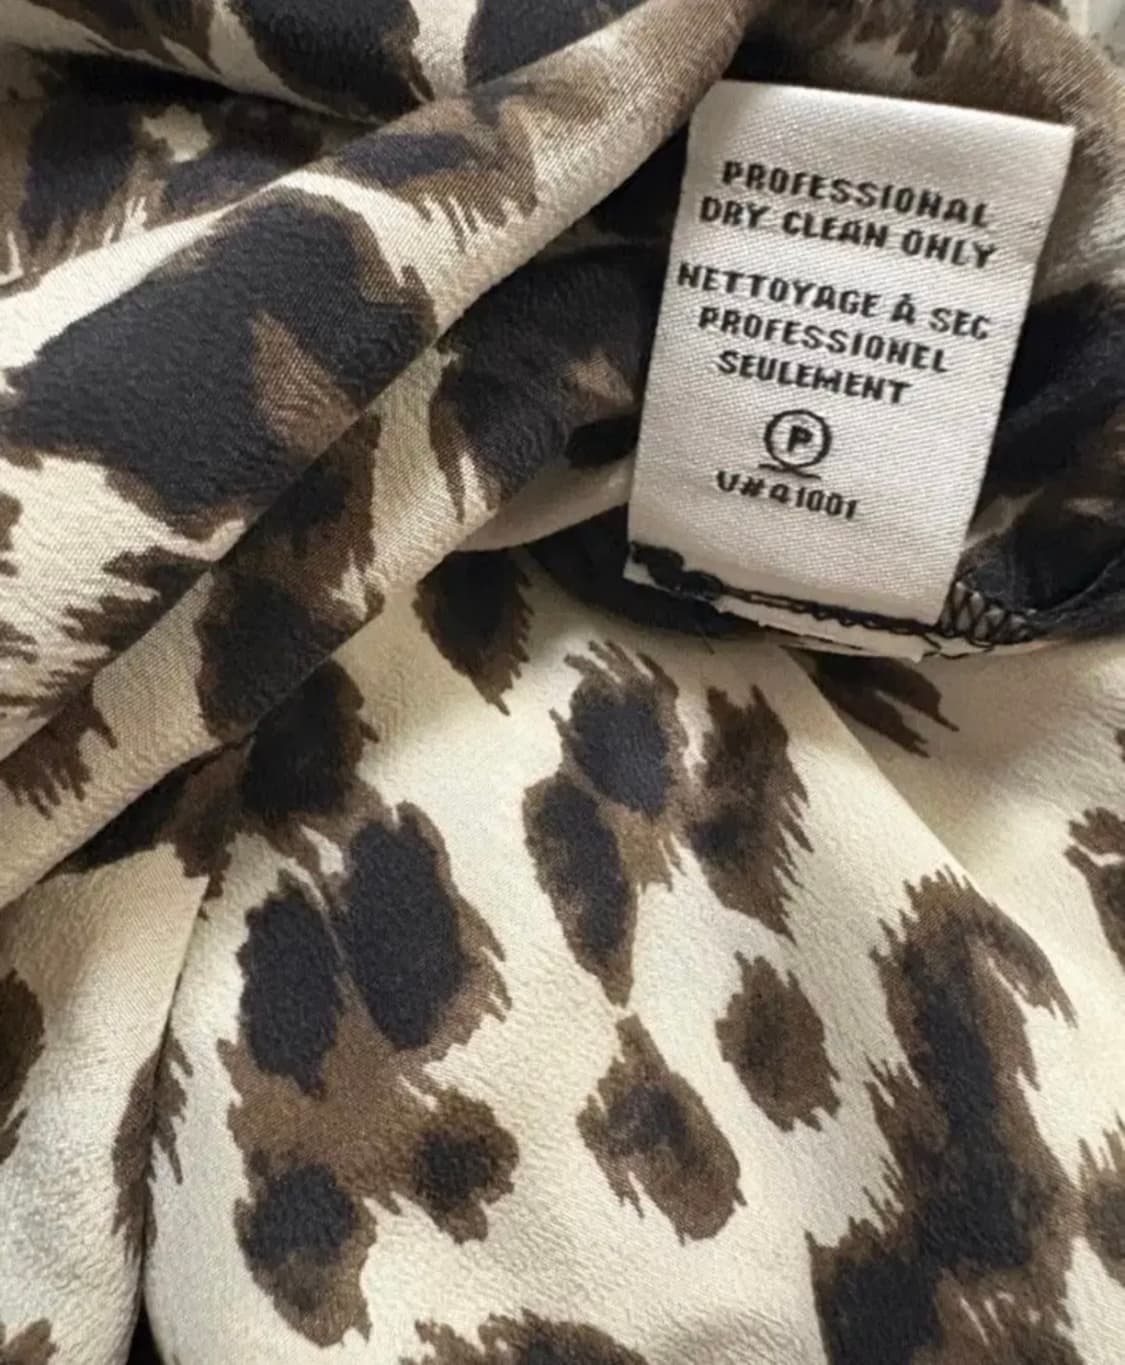 PROFESSIONAL
DRY CLEAN ONLY
NETTOYAGE À SEC
PROFESSIONEL
SEULEMENT
P
V# 41001